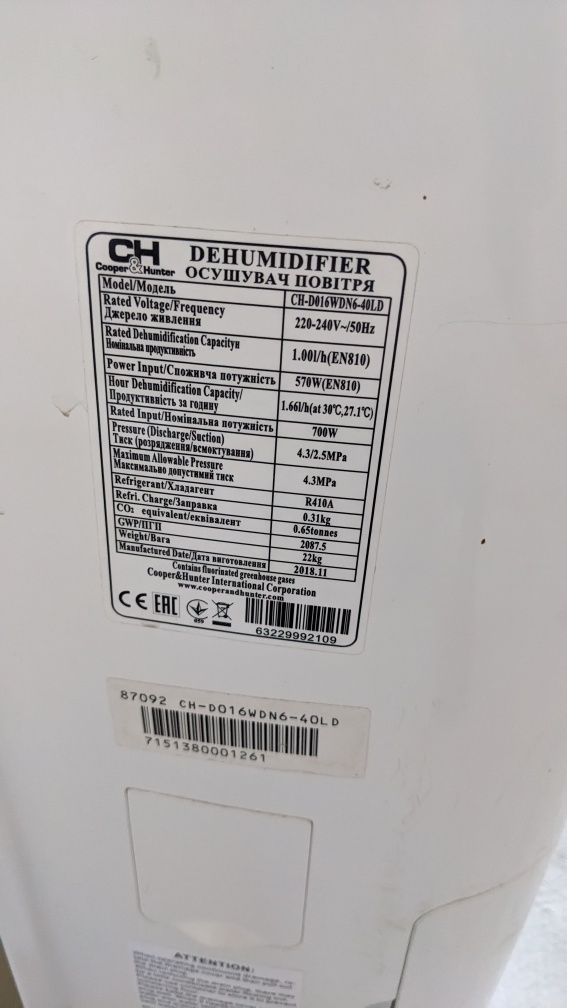 CH
Cooper&Hunter
DEHUMIDIFIER
ОСУШУВАЧ ПОВІТРЯ
Model/Модель CH-D016WDN6-40LD
Rated Voltage/Frequency
Джерело живлення 220-240V~/50Hz
Rated Dehumidification Capacityн
Номінальна продуктивність 1.00l/h(EN810)
Power Input/Споживча потужність 570W(EN810)
Hour Dehumidification Capacity/
Продуктивність за годину 1.66l/h(at 30°C,27.1°C)
Rated Input/Номінальна потужність 700W
Pressure (Discharge/Suction)
Тиск (розрядження/всмоктування) 4.3/2.5MPa
Maximum Allowable Pressure
Максимально допустимий тиск 4.3MPa
Refrigerant/Хладагент R410A
Refri. Charge/Заправка 0.31kg
CO₂ equivalent/еквівалент 0.65tonnes
GWP/ПГП 2087.5
Weight/Вага 22kg
Manufactured Date/Дата виготовлення 2018.11
Contains fluorinated greenhouse gases
Cooper&Hunter International Corporation
www.cooperandhunter.com
CE EAC 63229992109
87092 CH-D016WDN6-40LD
7151380001261
ATTENTION: